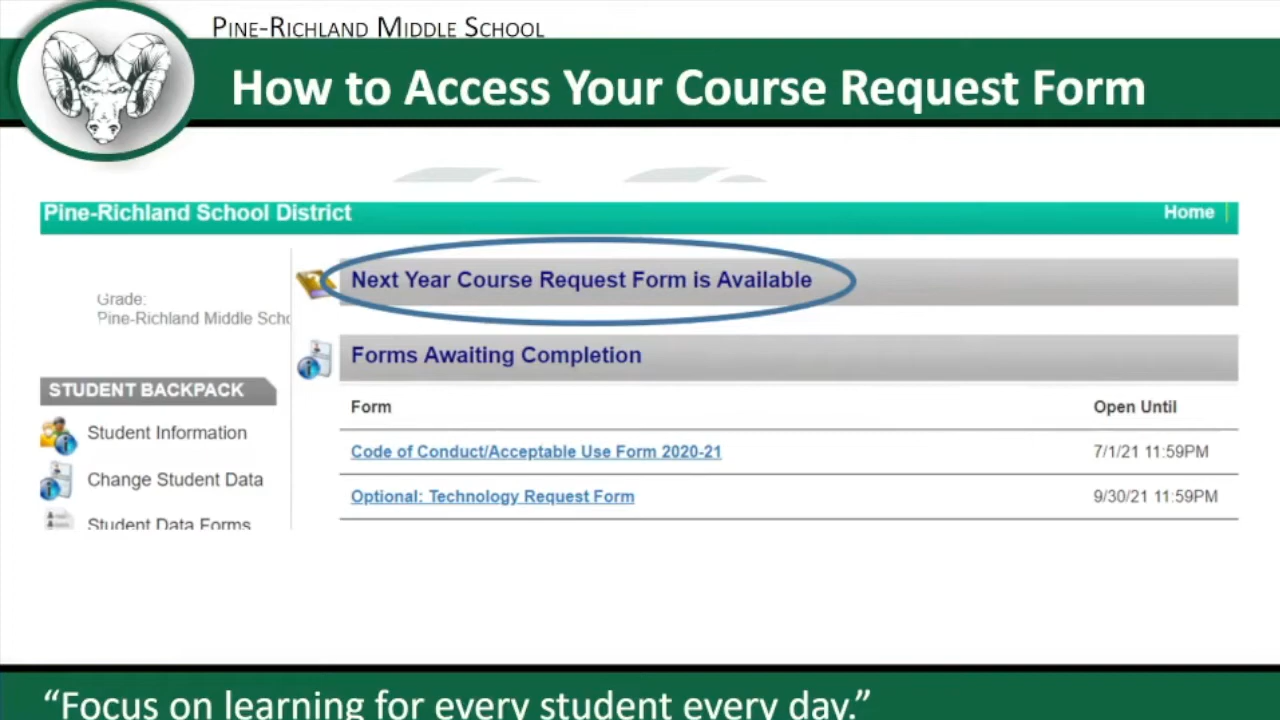 PINE-RICHLAND MIDDLE SCHOOL
How to Access Your Course Request Form
Pine-Richland School District
Home
Next Year Course Request Form is Available
Grade:
Pine-Richland Middle Scho
Forms Awaiting Completion
STUDENT BACKPACK
Form
Open Until
Student Information
Code of Conduct/Acceptable Use Form 2020-21
7/1/21 11:59PM
Change Student Data
Optional: Technology Request Form
9/30/21 11:59PM
Student Data Forms
“Focus on learning for every student every day.”